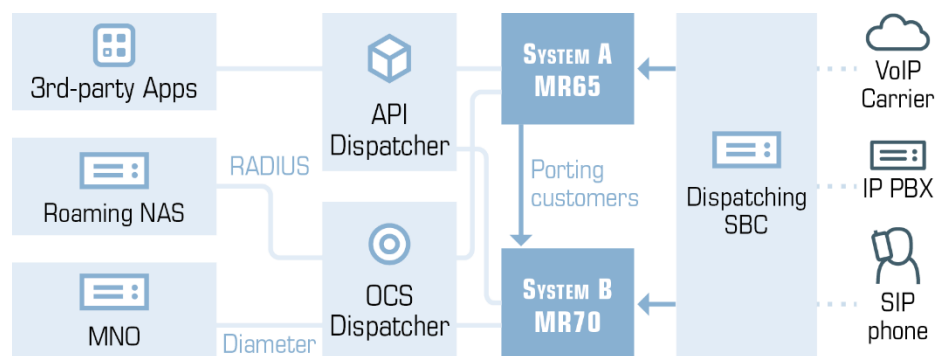 3rd-party Apps
Roaming NAS
MNO
RADIUS
Diameter
API
Dispatcher
OCS
Dispatcher
SYSTEM A
MR65
Porting
customers
SYSTEM B
MR70
Dispatching
SBC
VoIP
Carrier
IP PBX
SIP
phone